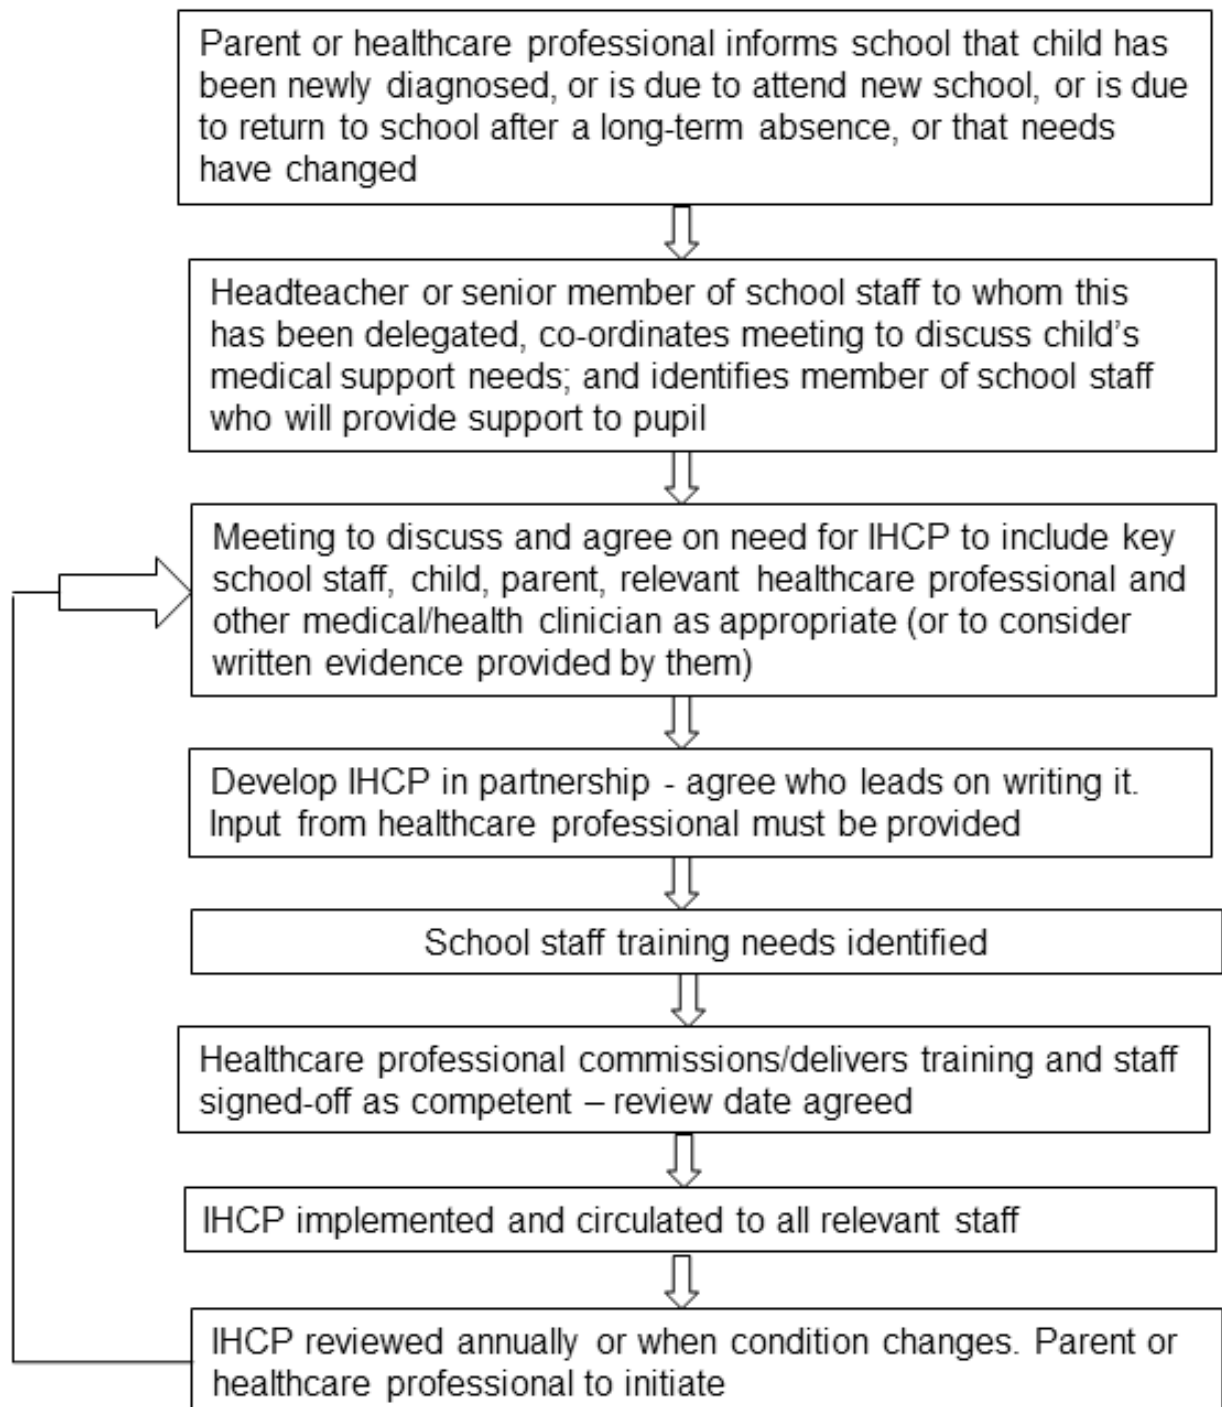 Parent or healthcare professional informs school that child has
been newly diagnosed, or is due to attend new school, or is due
to return to school after a long-term absence, or that needs
have changed
Headteacher or senior member of school staff to whom this
has been delegated, co-ordinates meeting to discuss child's
medical support needs; and identifies member of school staff
who will provide support to pupil
Meeting to discuss and agree on need for IHCP to include key
school staff, child, parent, relevant healthcare professional and
other medical/health clinician as appropriate (or to consider
written evidence provided by them)
Develop IHCP in partnership - agree who leads on writing it.
Input from healthcare professional must be provided
School staff training needs identified
Healthcare professional commissions/delivers training and staff
signed-off as competent – review date agreed
IHCP implemented and circulated to all relevant staff
IHCP reviewed annually or when condition changes. Parent or
healthcare professional to initiate